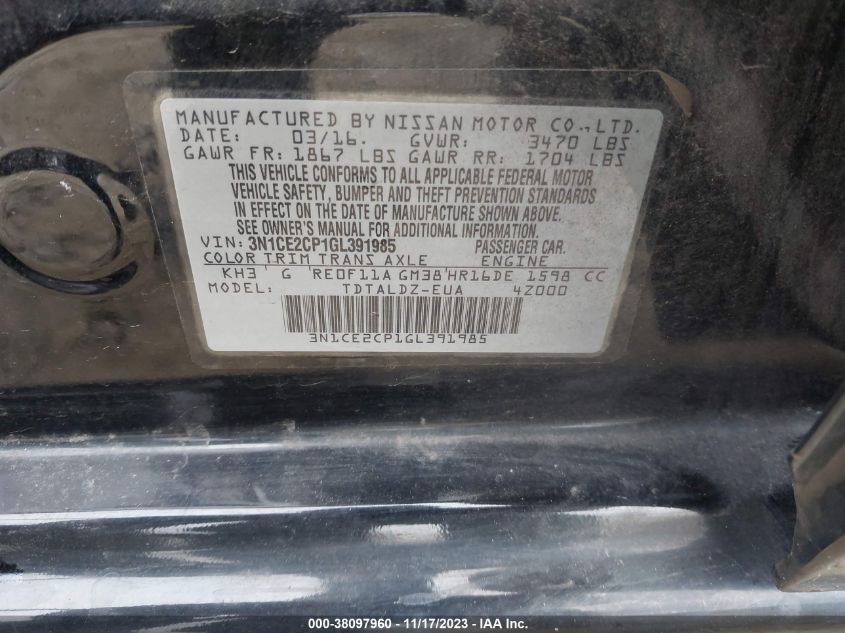 MANUFACTURED BY NISSAN MOTOR CO., LTD.
DATE: 03/16. GVWR: 3470 LBS
GAWR FR: 1867 LBS GAWR RR: 1704 LBS
THIS VEHICLE CONFORMS TO ALL APPLICABLE FEDERAL MOTOR
VEHICLE SAFETY, BUMPER AND THEFT PREVENTION STANDARDS
IN EFFECT ON THE DATE OF MANUFACTURE SHOWN ABOVE.
SEE OWNER'S MANUAL FOR ADDITIONAL INFORMATION.
VIN: 3N1CE2CP1GL391985 PASSENGER CAR.
COLOR TRIM TRANS AXLE ENGINE
KH3 G RE0F11A GM38 HR16DE 1598 CC
MODEL: TDTALDZ-EUA 4Z000
3N1CE2CP1GL391985
000-38097960 - 11/17/2023 - IAA Inc.